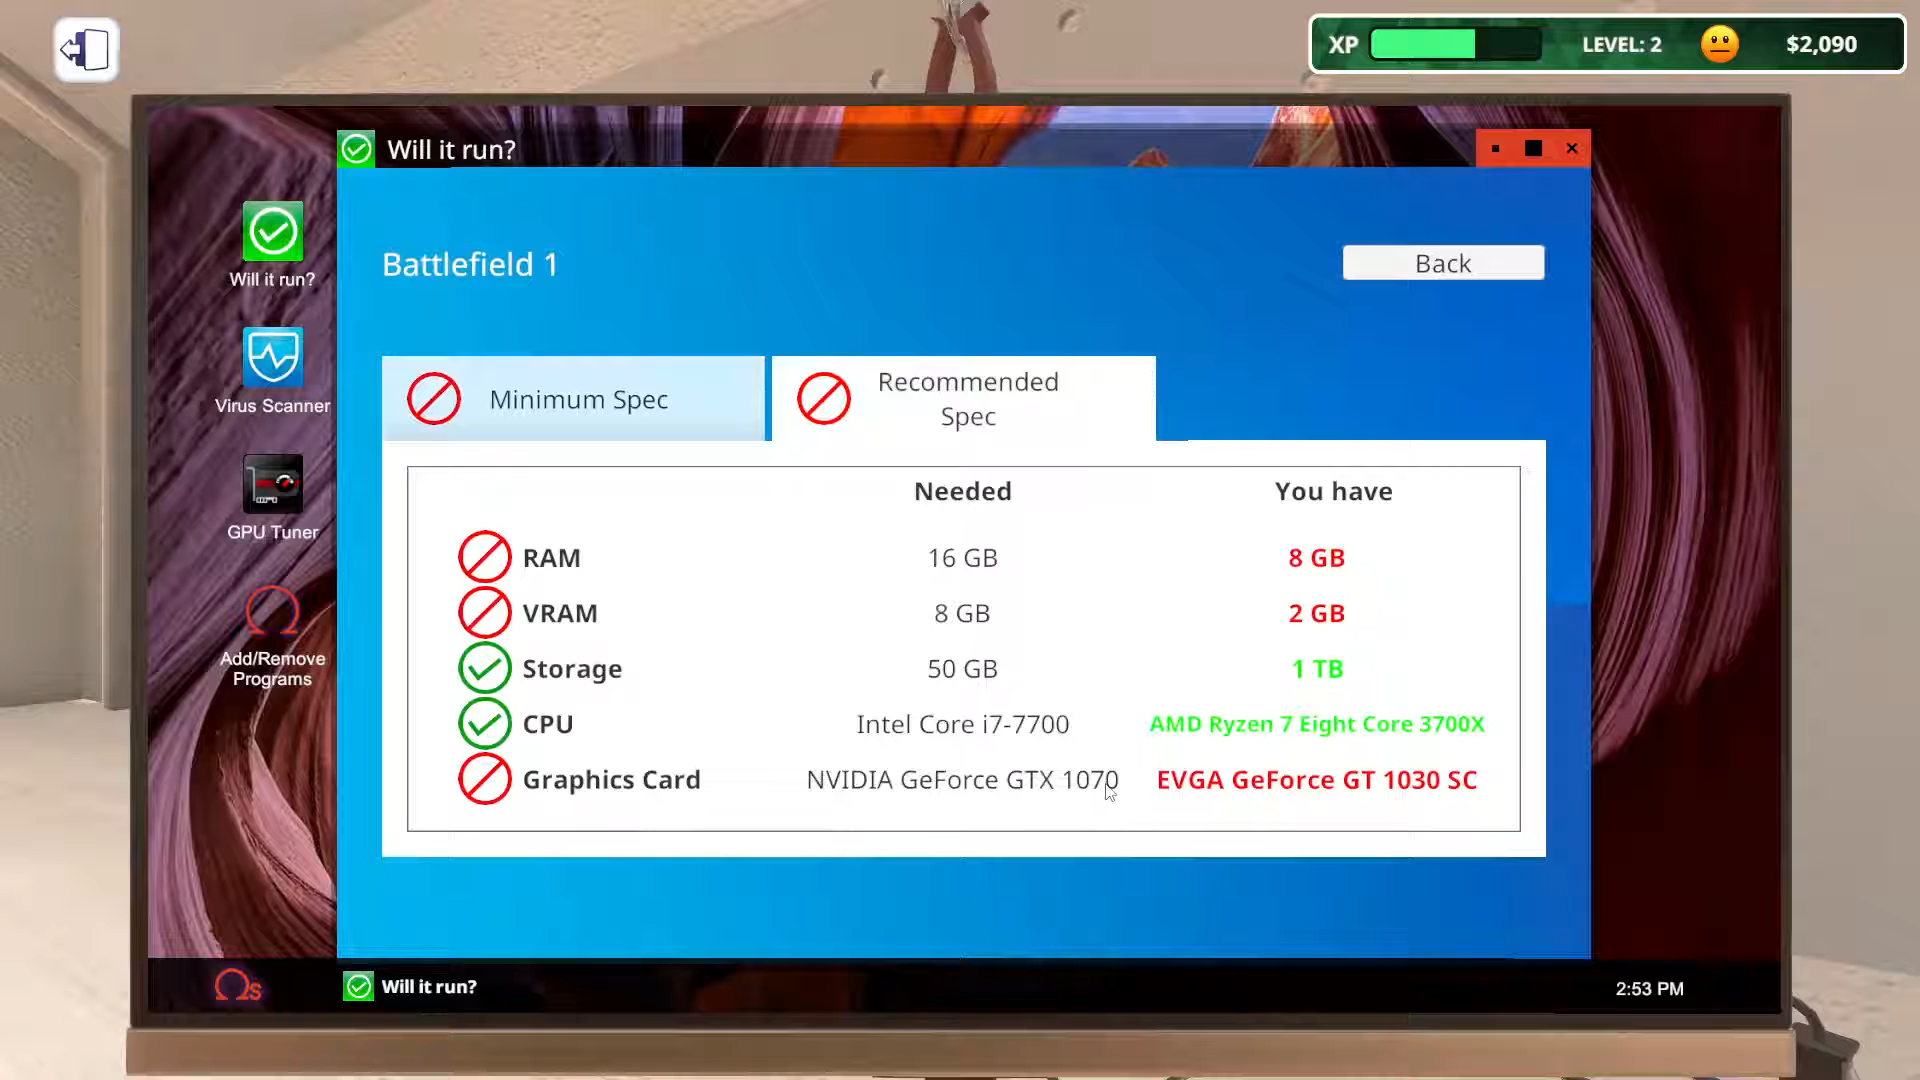 XP
LEVEL: 2
$2,090
Will it run?
Will it run?
Virus Scanner
GPU Tuner
Add/Remove
Programs
Battlefield 1
Back
Minimum Spec
Recommended
Spec
Needed
You have
RAM
16 GB
8 GB
VRAM
8 GB
2 GB
Storage
50 GB
1 TB
CPU
Intel Core i7-7700
AMD Ryzen 7 Eight Core 3700X
Graphics Card
NVIDIA GeForce GTX 1070
EVGA GeForce GT 1030 SC
Ωs
Will it run?
2:53 PM